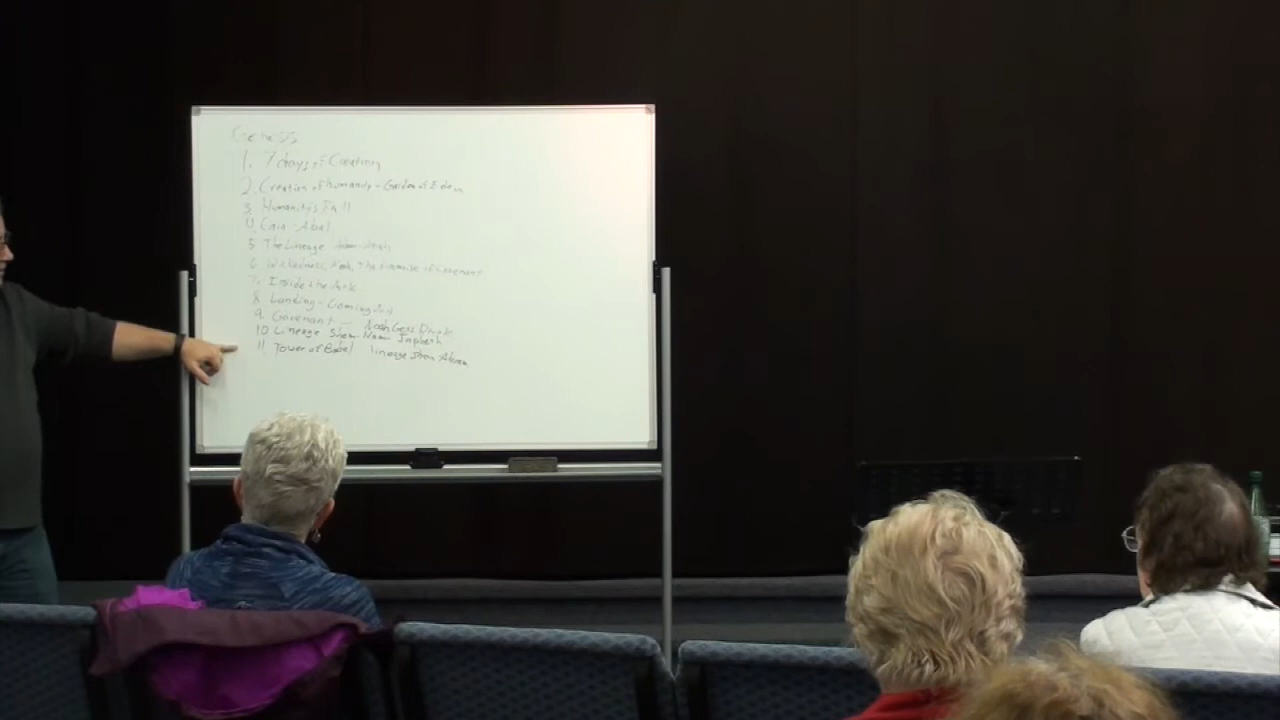 Genesis
1. 7 days of Creation
2. Creation of humanity - Garden of Eden
3. Humanity's Fall
4. Cain - Abel
5. The Lineage Adam
6. Wickedness, Noah, The Promise of Covenant
7. Inside the Ark
8. Landing - Coming out
9. Covenant - Noah Gets Drunk
10 Lineage Shem Ham Japheth
11 Tower of Babel lineage Shem Abram